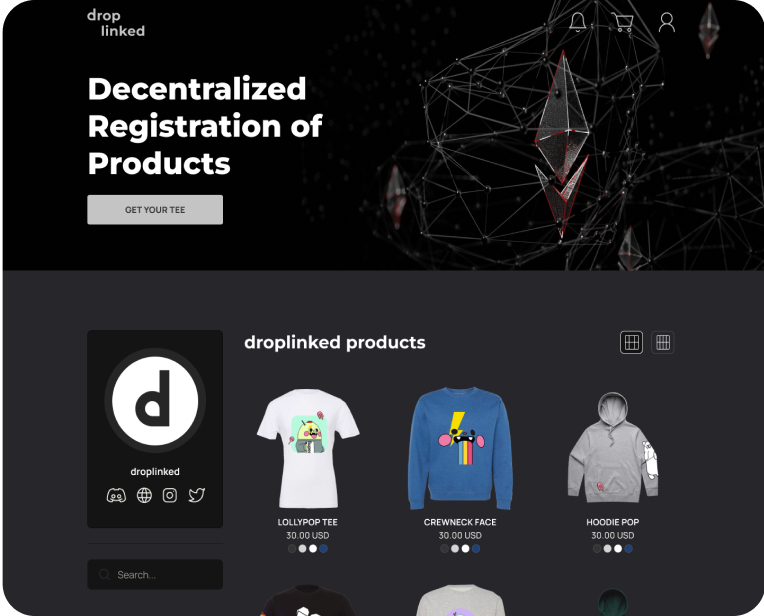 drop
linked
Decentralized
Registration of
Products
GET YOUR TEE
droplinked products
d
droplinked
Search...
LOLLYPOP TEE
30.00 USD
CREWNECK FACE
30.00 USD
HOODIE POP
30.00 USD